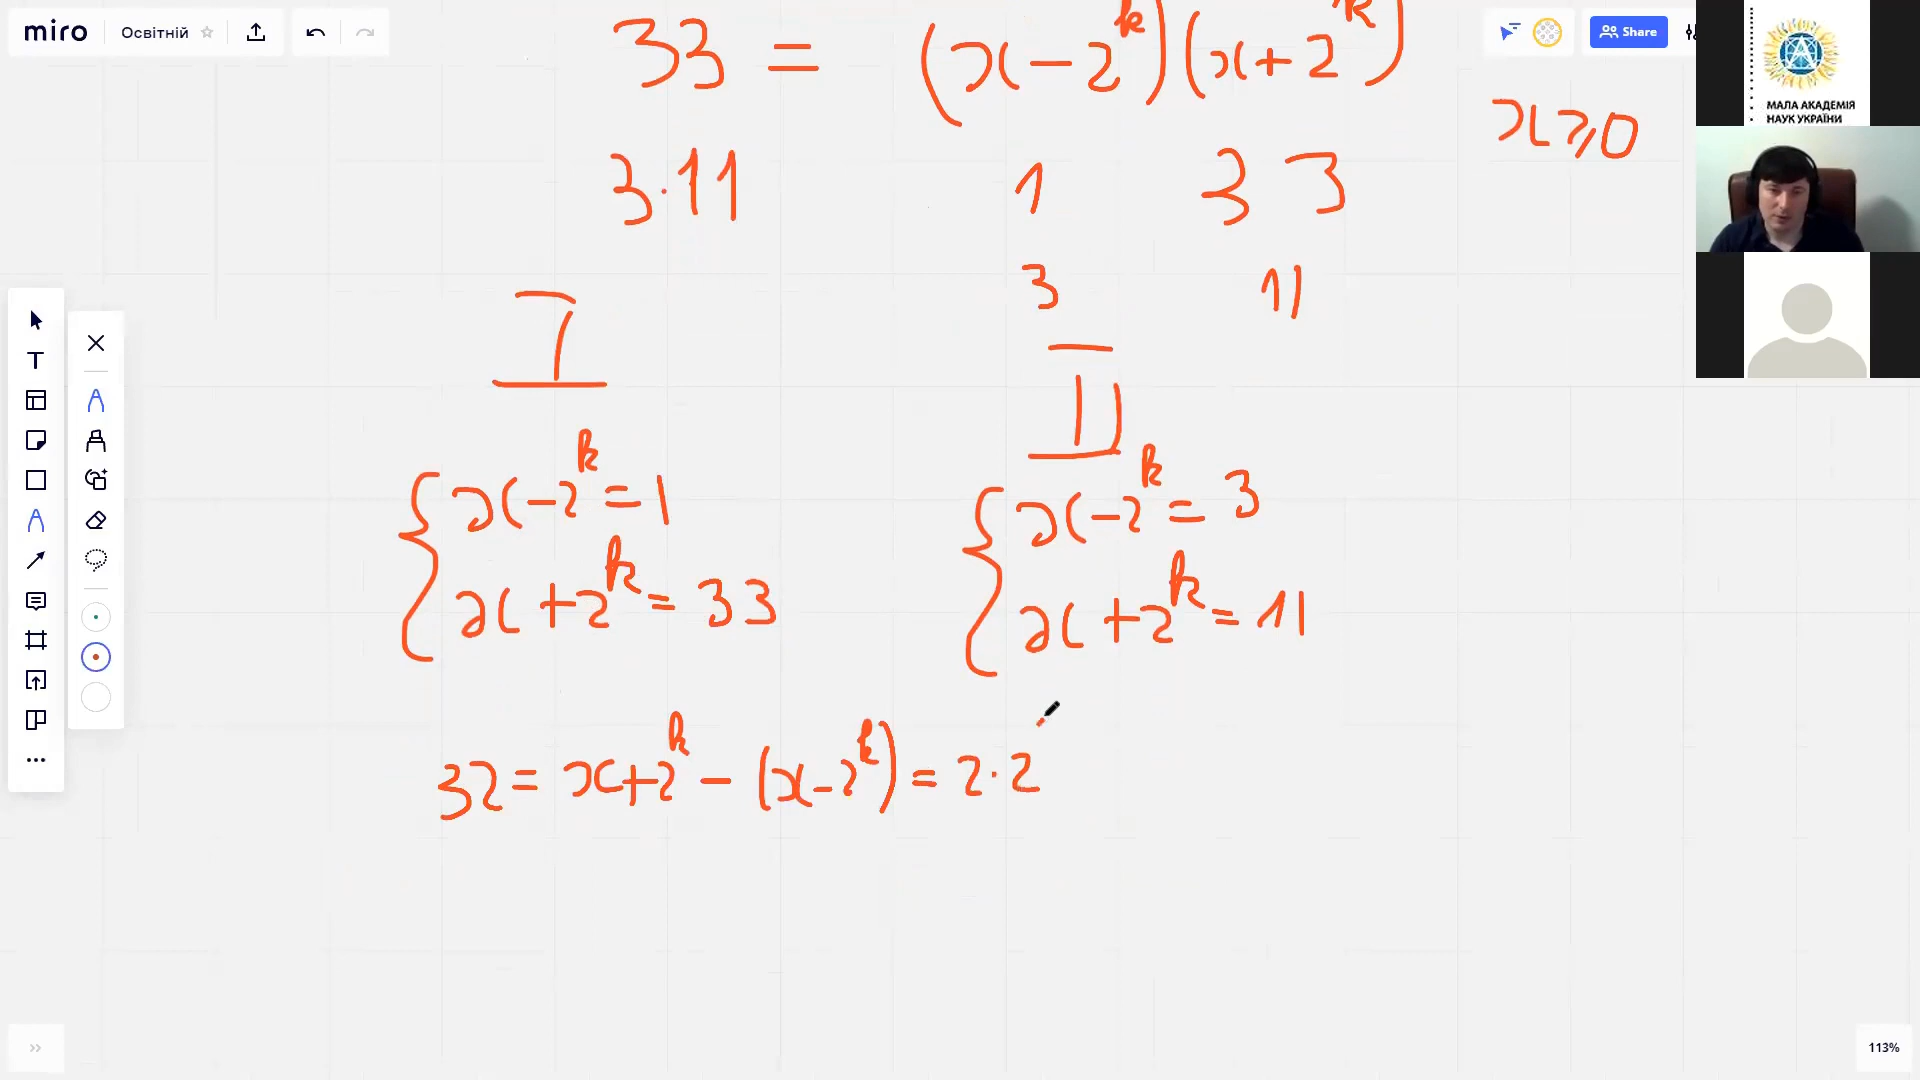 miro
Освітній
Share
МАЛА АКАДЕМІЯ
НАУК УКРАЇНИ
33 = (x-2^k)(x+2^k)
x ⩾ 0
3·11
1 33
3 11
I
II
{x-2^k=1
x+2^k=33
{x-2^k=3
x+2^k=11
32 = x+2^k - (x-2^k) = 2·2
T
113%